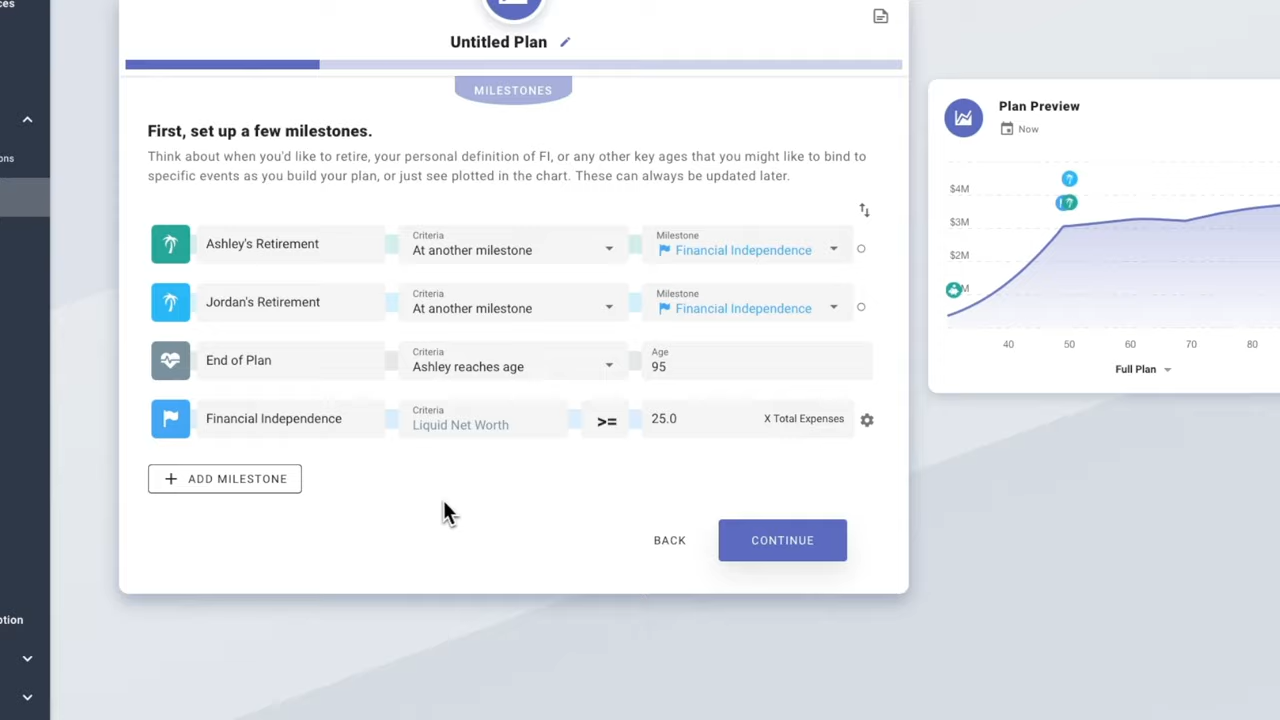 Untitled Plan
MILESTONES
First, set up a few milestones.
Think about when you'd like to retire, your personal definition of FI, or any other key ages that you might like to bind to
specific events as you build your plan, or just see plotted in the chart. These can always be updated later.
Ashley's Retirement
Criteria
At another milestone
Milestone
Financial Independence
Jordan's Retirement
Criteria
At another milestone
Milestone
Financial Independence
End of Plan
Criteria
Ashley reaches age
Age
95
Financial Independence
Criteria
Liquid Net Worth
>=
25.0
X Total Expenses
+ ADD MILESTONE
BACK
CONTINUE
Plan Preview
Now
$4M
$3M
$2M
M
40 50 60 70 80
Full Plan